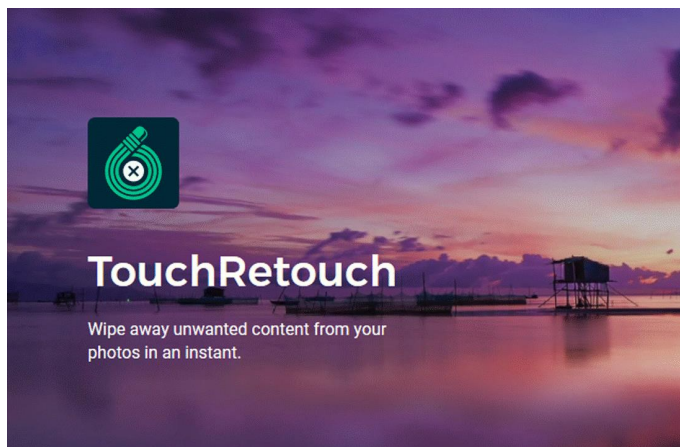 TouchRetouch
Wipe away unwanted content from your
photos in an instant.